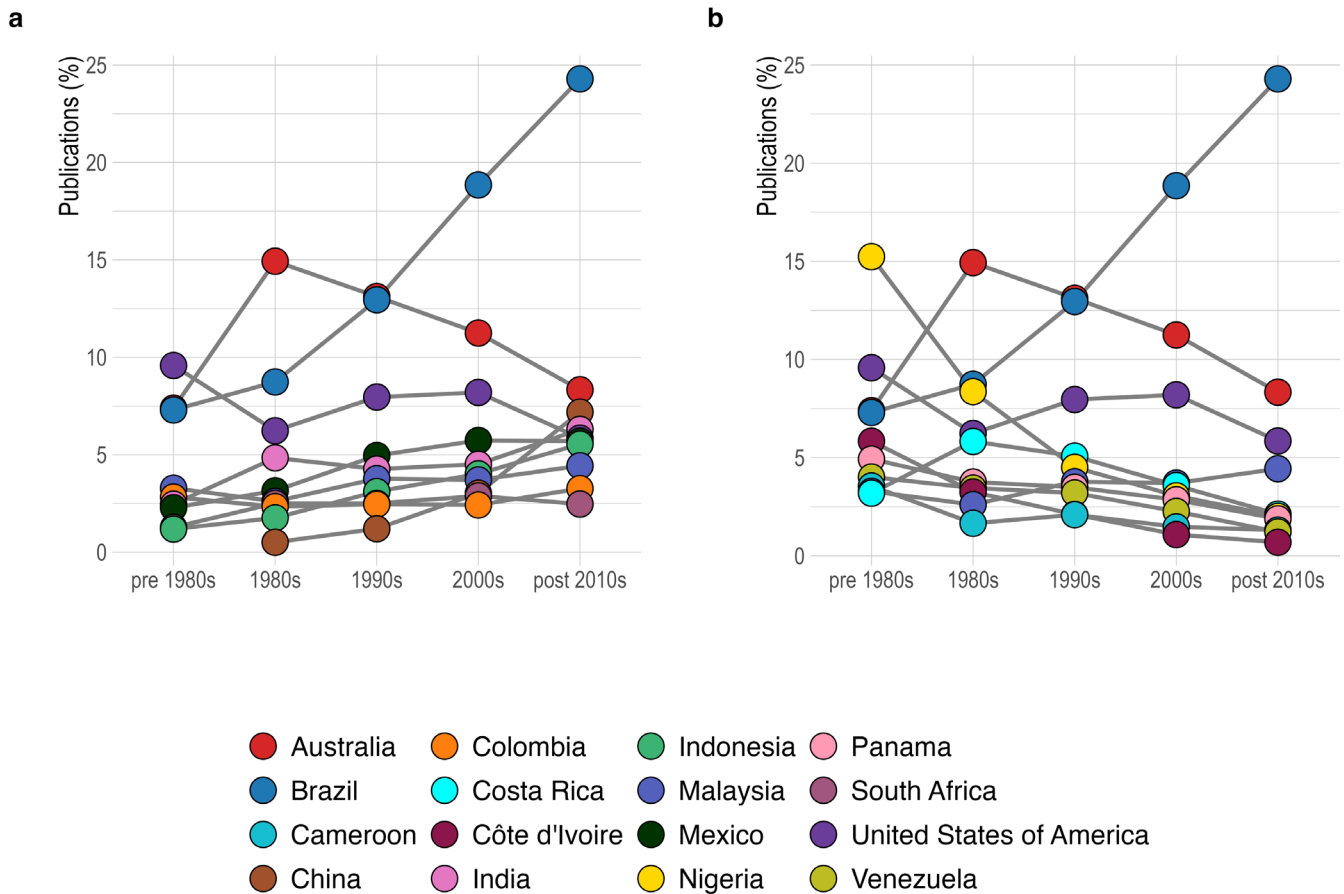 a
b
Publications (%)
25
20
15
10
5
0
pre 1980s 1980s 1990s 2000s post 2010s
Publications (%)
25
20
15
10
5
0
pre 1980s 1980s 1990s 2000s post 2010s
Australia Colombia Indonesia Panama
Brazil Costa Rica Malaysia South Africa
Cameroon Côte d'Ivoire Mexico United States of America
China India Nigeria Venezuela